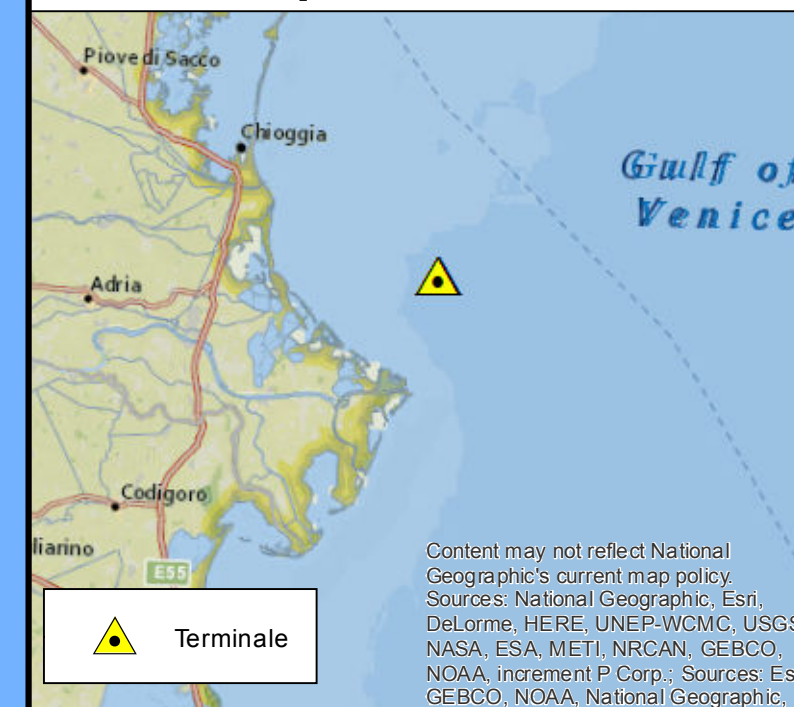 Piove di Sacco
Chioggia
Gulf of
Venice
Adria
Codigoro
liarino
E55
Terminale
Content may not reflect National
Geographic's current map policy.
Sources: National Geographic, Esri,
DeLorme, HERE, UNEP-WCMC, USGS
NASA, ESA, METI, NRCAN, GEBCO,
NOAA, increment P Corp.; Sources: Es
GEBCO, NOAA, National Geographic,